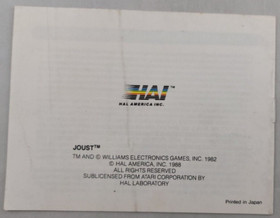 HAL™
HAL AMERICA INC.
JOUST™
TM AND © WILLIAMS ELECTRONICS GAMES, INC. 1982
© HAL AMERICA, INC. 1988
ALL RIGHTS RESERVED
SUBLICENSED FROM ATARI CORPORATION BY
HAL LABORATORY
Printed in Japan